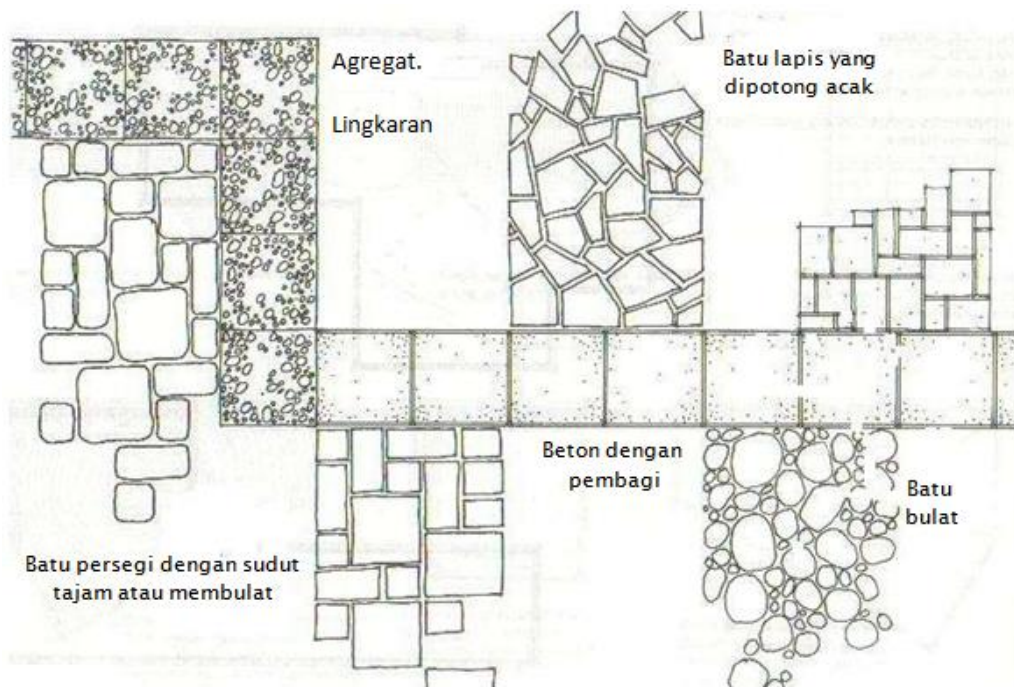 Agregat.
Lingkaran
Batu lapis yang
dipotong acak
Beton dengan
pembagi
Batu
bulat
Batu persegi dengan sudut
tajam atau membulat